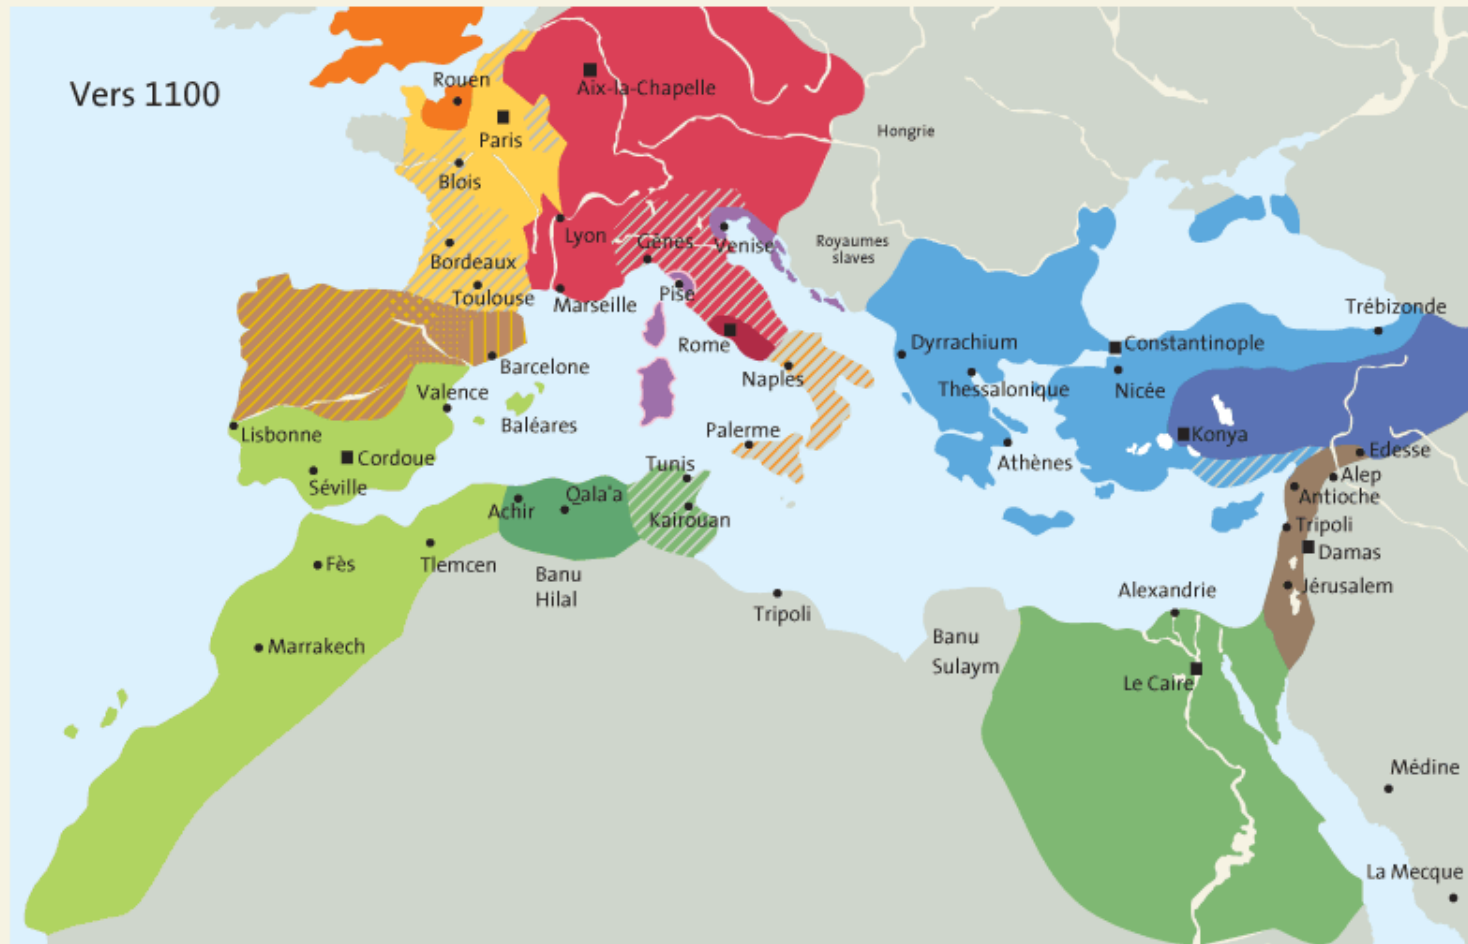 Vers 1100
Rouen
Aix-la-Chapelle
Paris
Hongrie
Blois
Lyon
Gênes
Venise
Royaumes
slaves
Bordeaux
Toulouse
Marseille
Pise
Trébizonde
Rome
Dyrrachium
Constantinople
Barcelone
Naples
Thessalonique
Nicée
Valence
Baléares
Palerme
Lisbonne
Konya
Cordoue
Tunis
Athènes
Edesse
Séville
Alep
Achir
Qala'a
Antioche
Kairouan
Tripoli
Damas
Fès
Tlemcen
Banu
Hilal
Tripoli
Alexandrie
Jérusalem
Marrakech
Banu
Sulaym
Le Caire
Médine
La Mecque